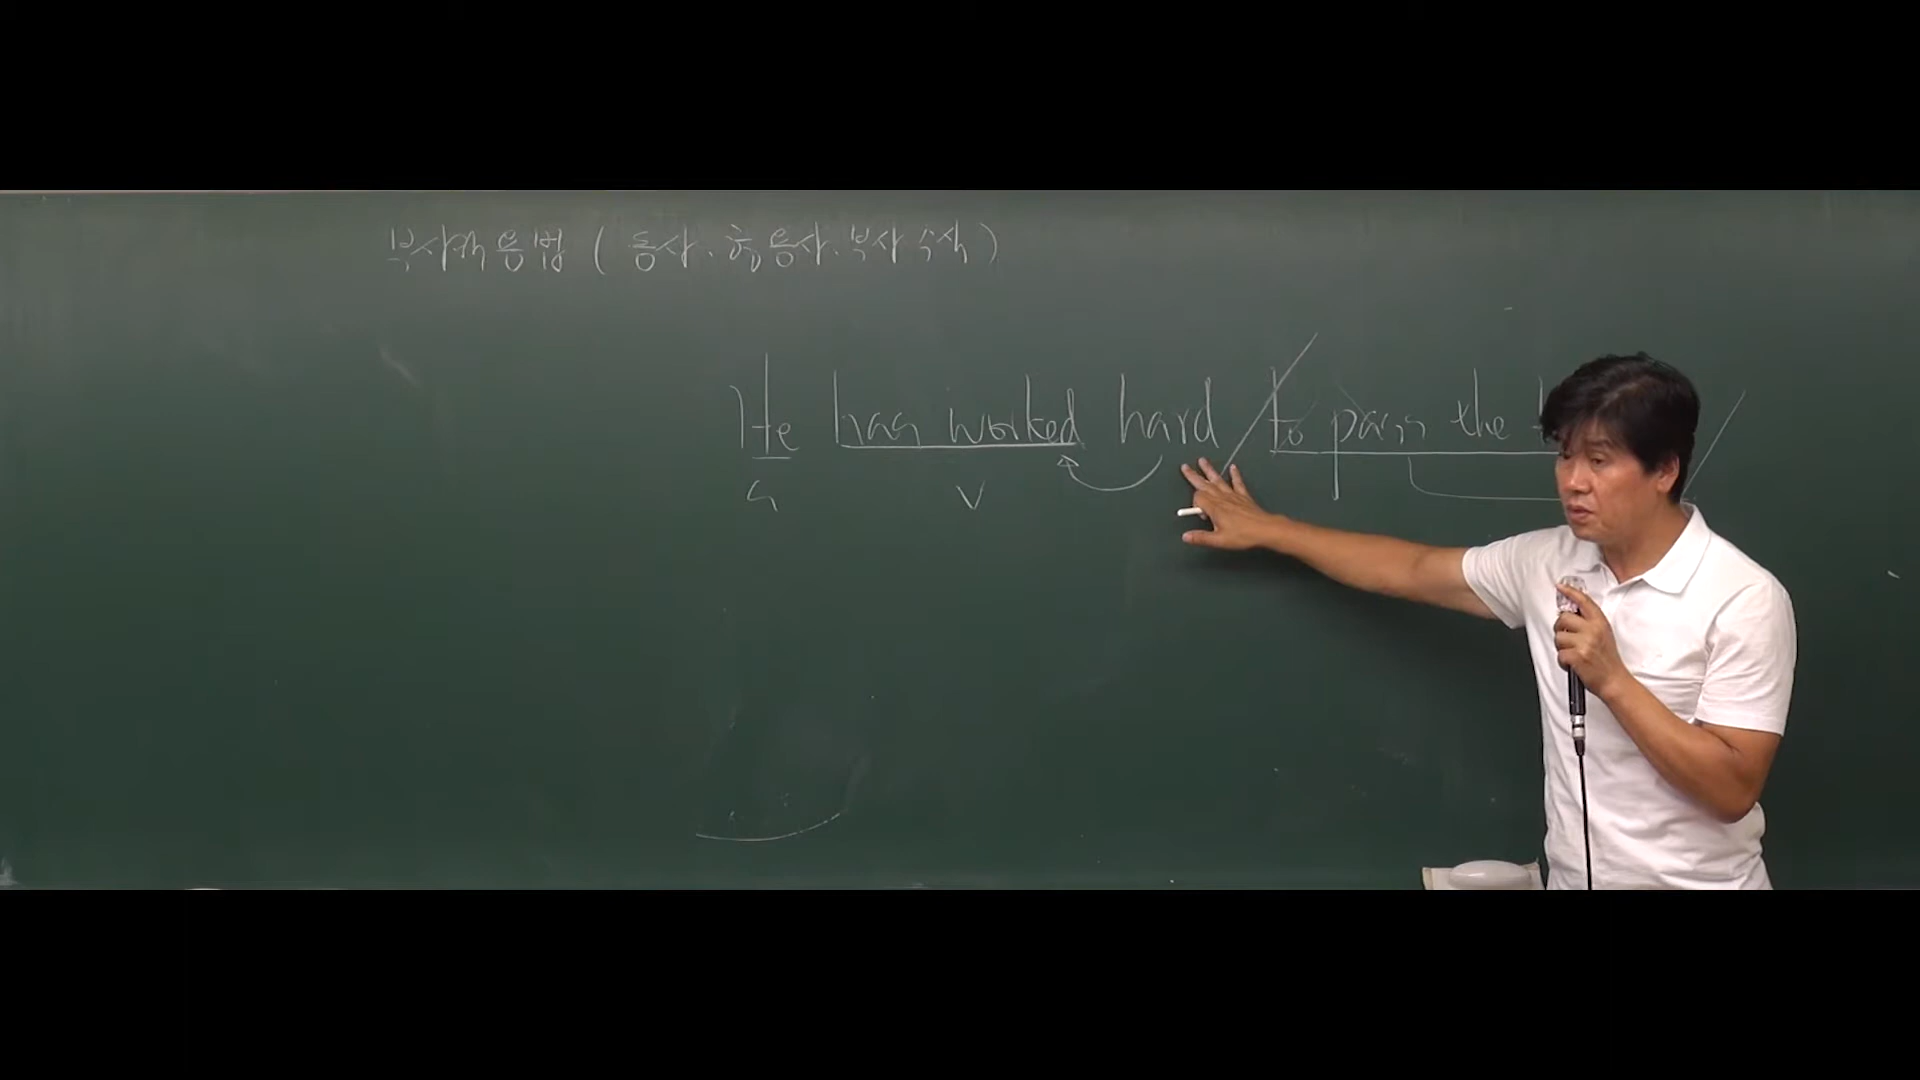 부사적용법 ( 동사. 형용사. 부사 수식 )
He has worked hard / to pass the t /
S V